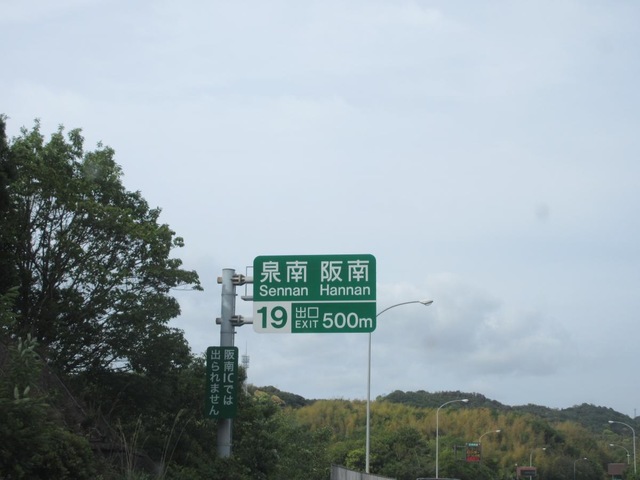 泉南 阪南
Sennan Hannan
19 出口 EXIT 500m
阪南ICでは
出られません